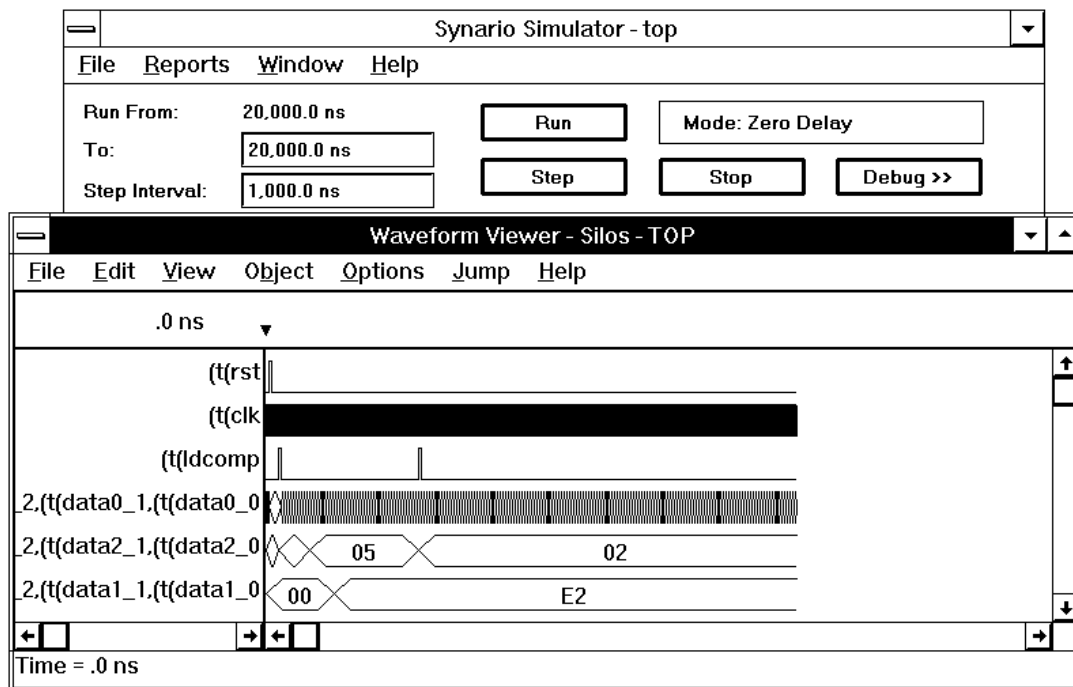 Synario Simulator - top
File Reports Window Help
Run From: 20,000.0 ns Run Mode: Zero Delay
To: 20,000.0 ns
Step Interval: 1,000.0 ns Step Stop Debug >>
Waveform Viewer - Silos - TOP
File Edit View Object Options Jump Help
.0 ns
(t(rst
(t(clk
(t(ldcomp
_2,(t(data0_1,(t(data0_0
_2,(t(data2_1,(t(data2_0 05 02
_2,(t(data1_1,(t(data1_0 00 E2
Time = .0 ns